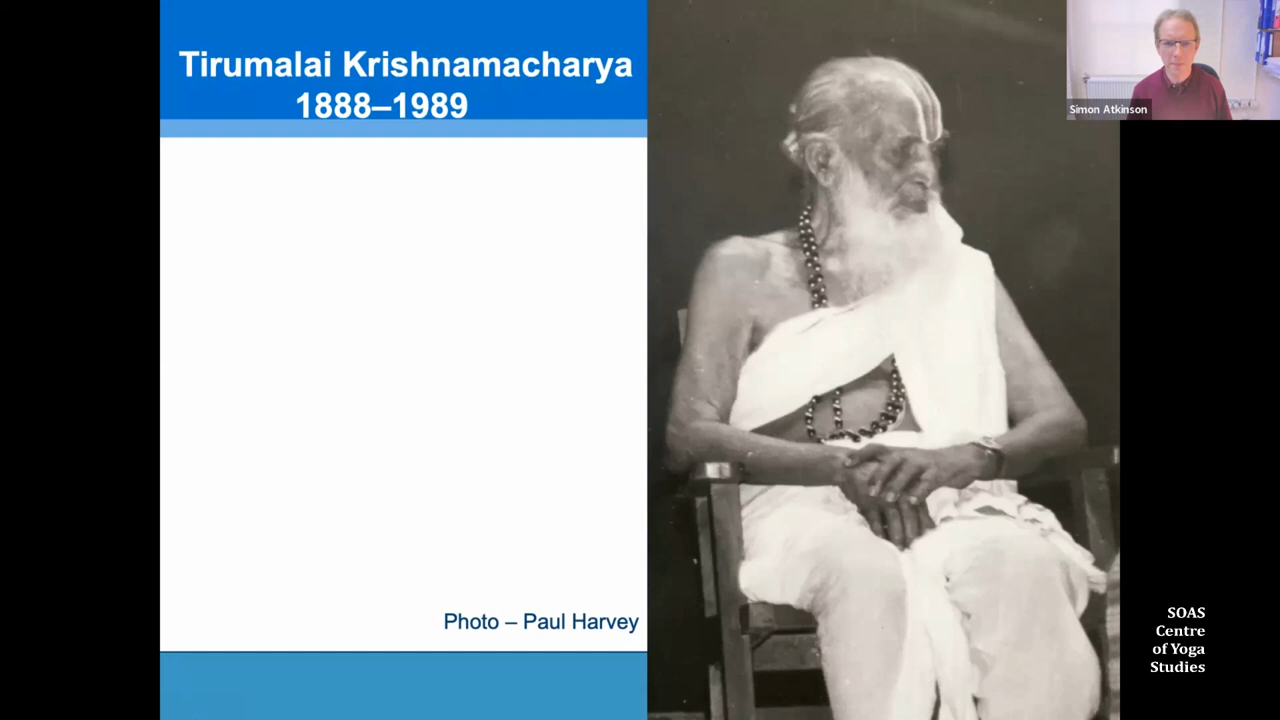 Tirumalai Krishnamacharya
1888–1989
Simon Atkinson
Photo – Paul Harvey
SOAS
Centre
of Yoga
Studies